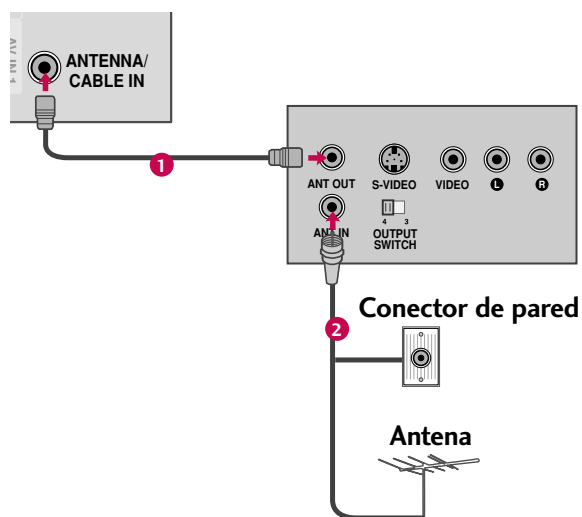 AV IN 1
ANTENNA/
CABLE IN
1
ANT OUT
S-VIDEO
VIDEO
L
R
ANT IN
4 3
OUTPUT
SWITCH
2
Conector de pared
Antena